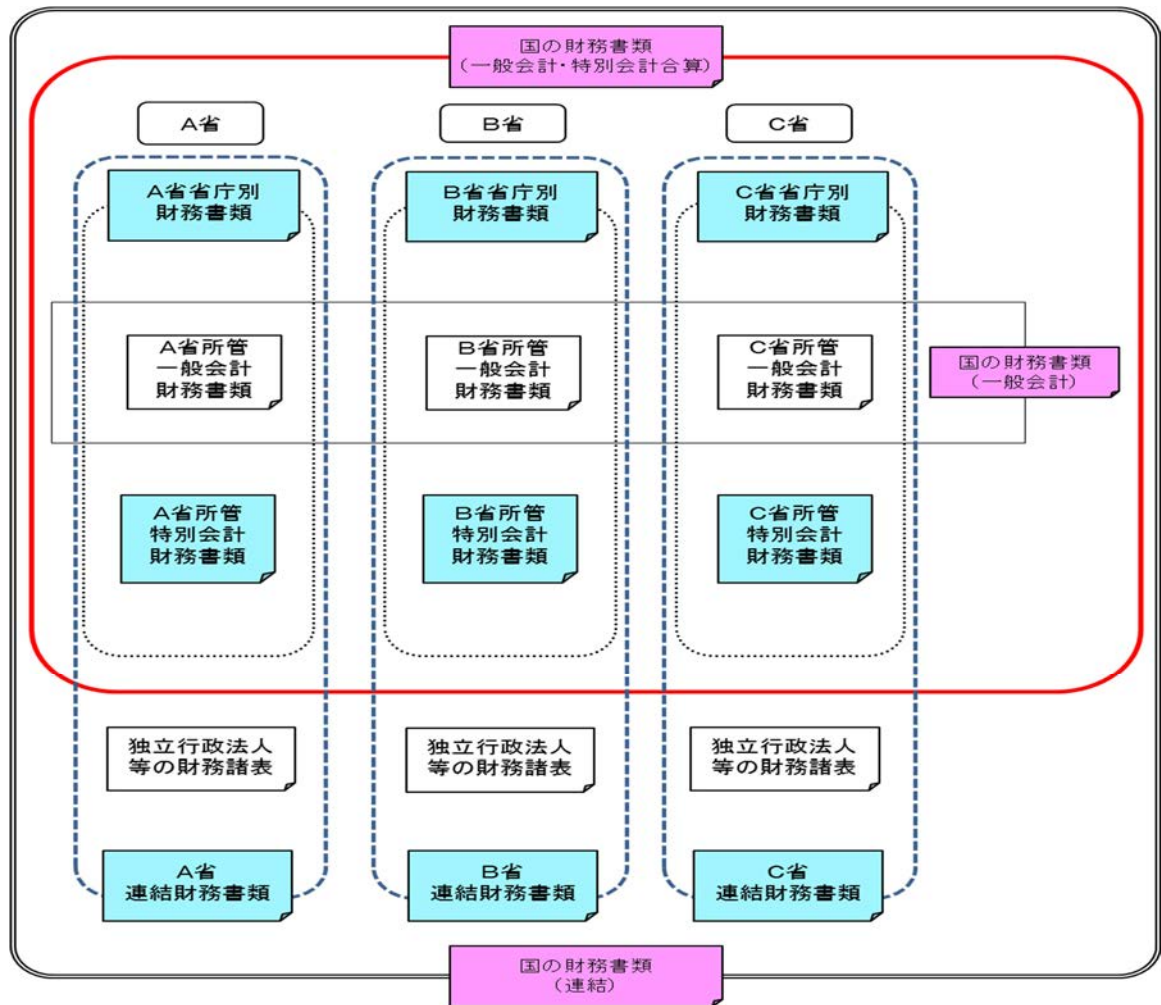 国の財務書類
(一般会計・特別会計合算)
A省
B省
C省
A省省庁別
財務書類
B省省庁別
財務書類
C省省庁別
財務書類
A省所管
一般会計
財務書類
B省所管
一般会計
財務書類
C省所管
一般会計
財務書類
国の財務書類
(一般会計)
A省所管
特別会計
財務書類
B省所管
特別会計
財務書類
C省所管
特別会計
財務書類
独立行政法人
等の財務諸表
独立行政法人
等の財務諸表
独立行政法人
等の財務諸表
A省
連結財務書類
B省
連結財務書類
C省
連結財務書類
国の財務書類
(連結)